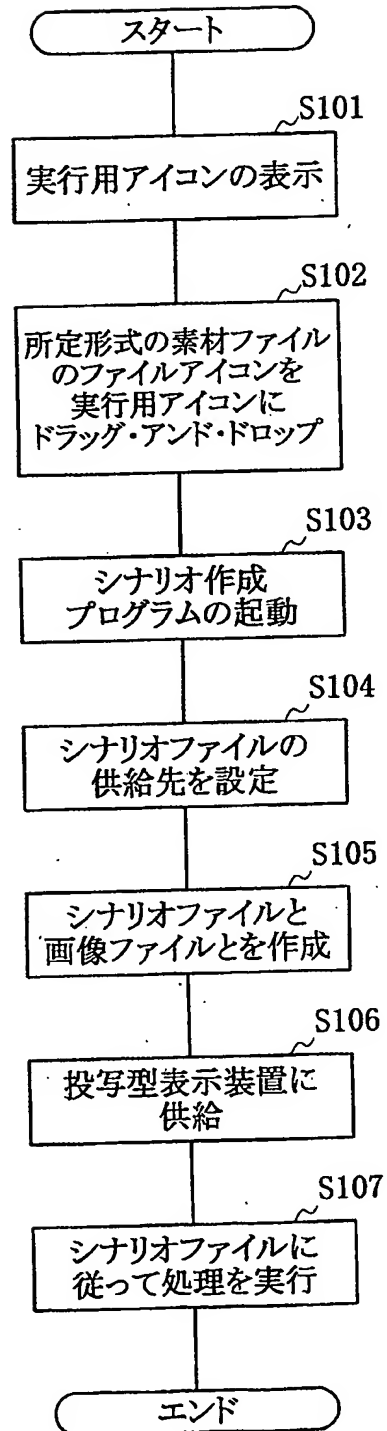 スタート
S101
実行用アイコンの表示
S102
所定形式の素材ファイル
のファイルアイコンを
実行用アイコンに
ドラッグ・アンド・ドロップ
S103
シナリオ作成
プログラムの起動
S104
シナリオファイルの
供給先を設定
S105
シナリオファイルと
画像ファイルとを作成
S106
投写型表示装置に
供給
S107
シナリオファイルに
従って処理を実行
エンド